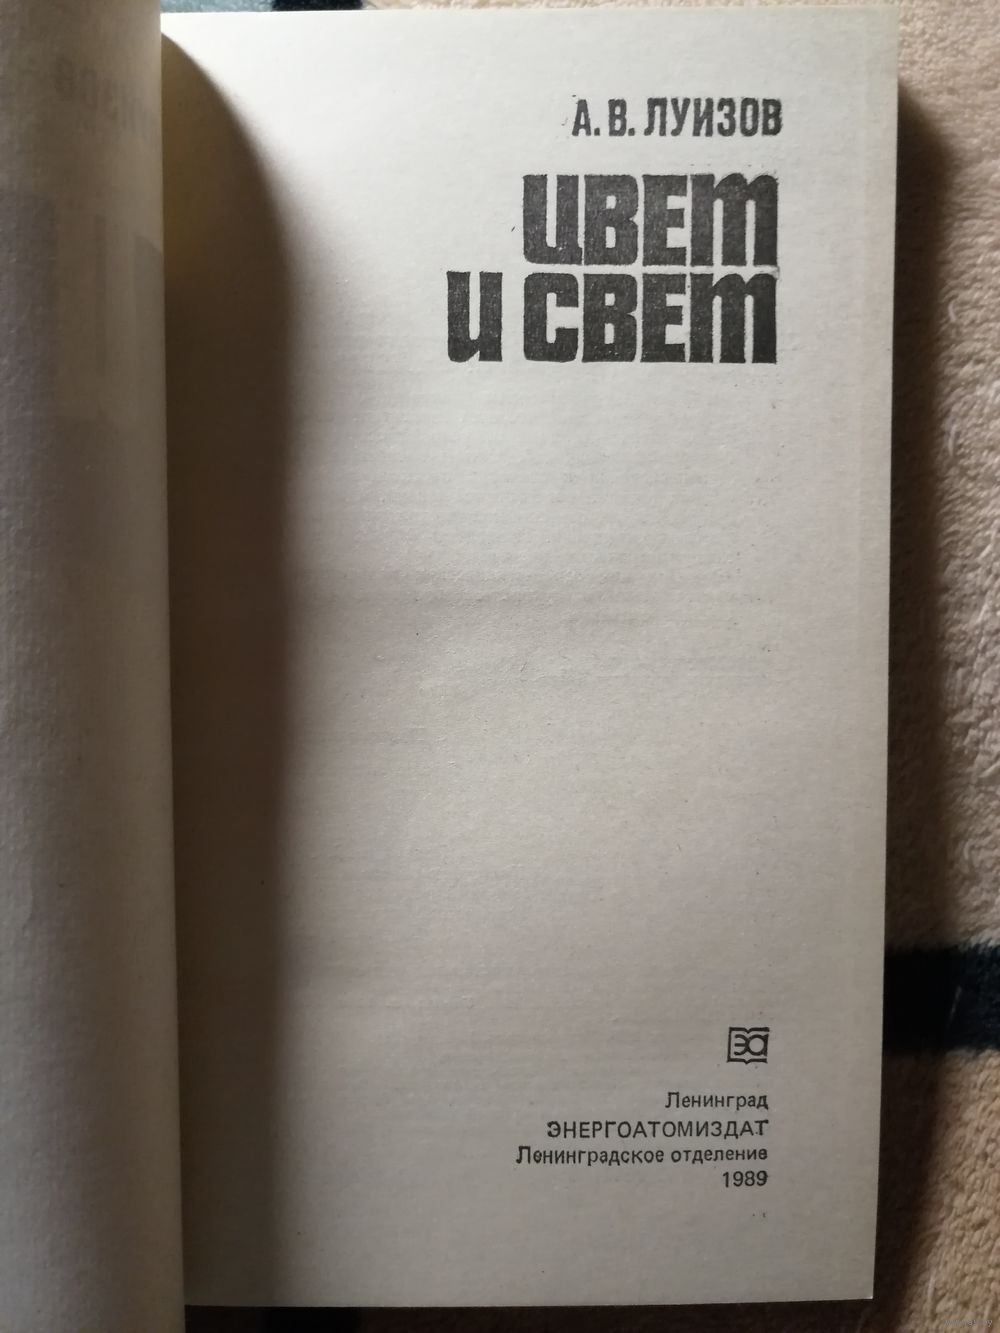 А. В. ЛУИЗОВ
ЦВЕТ
И СВЕТ
Ленинград
ЭНЕРГОАТОМИЗДАТ
Ленинградское отделение
1989